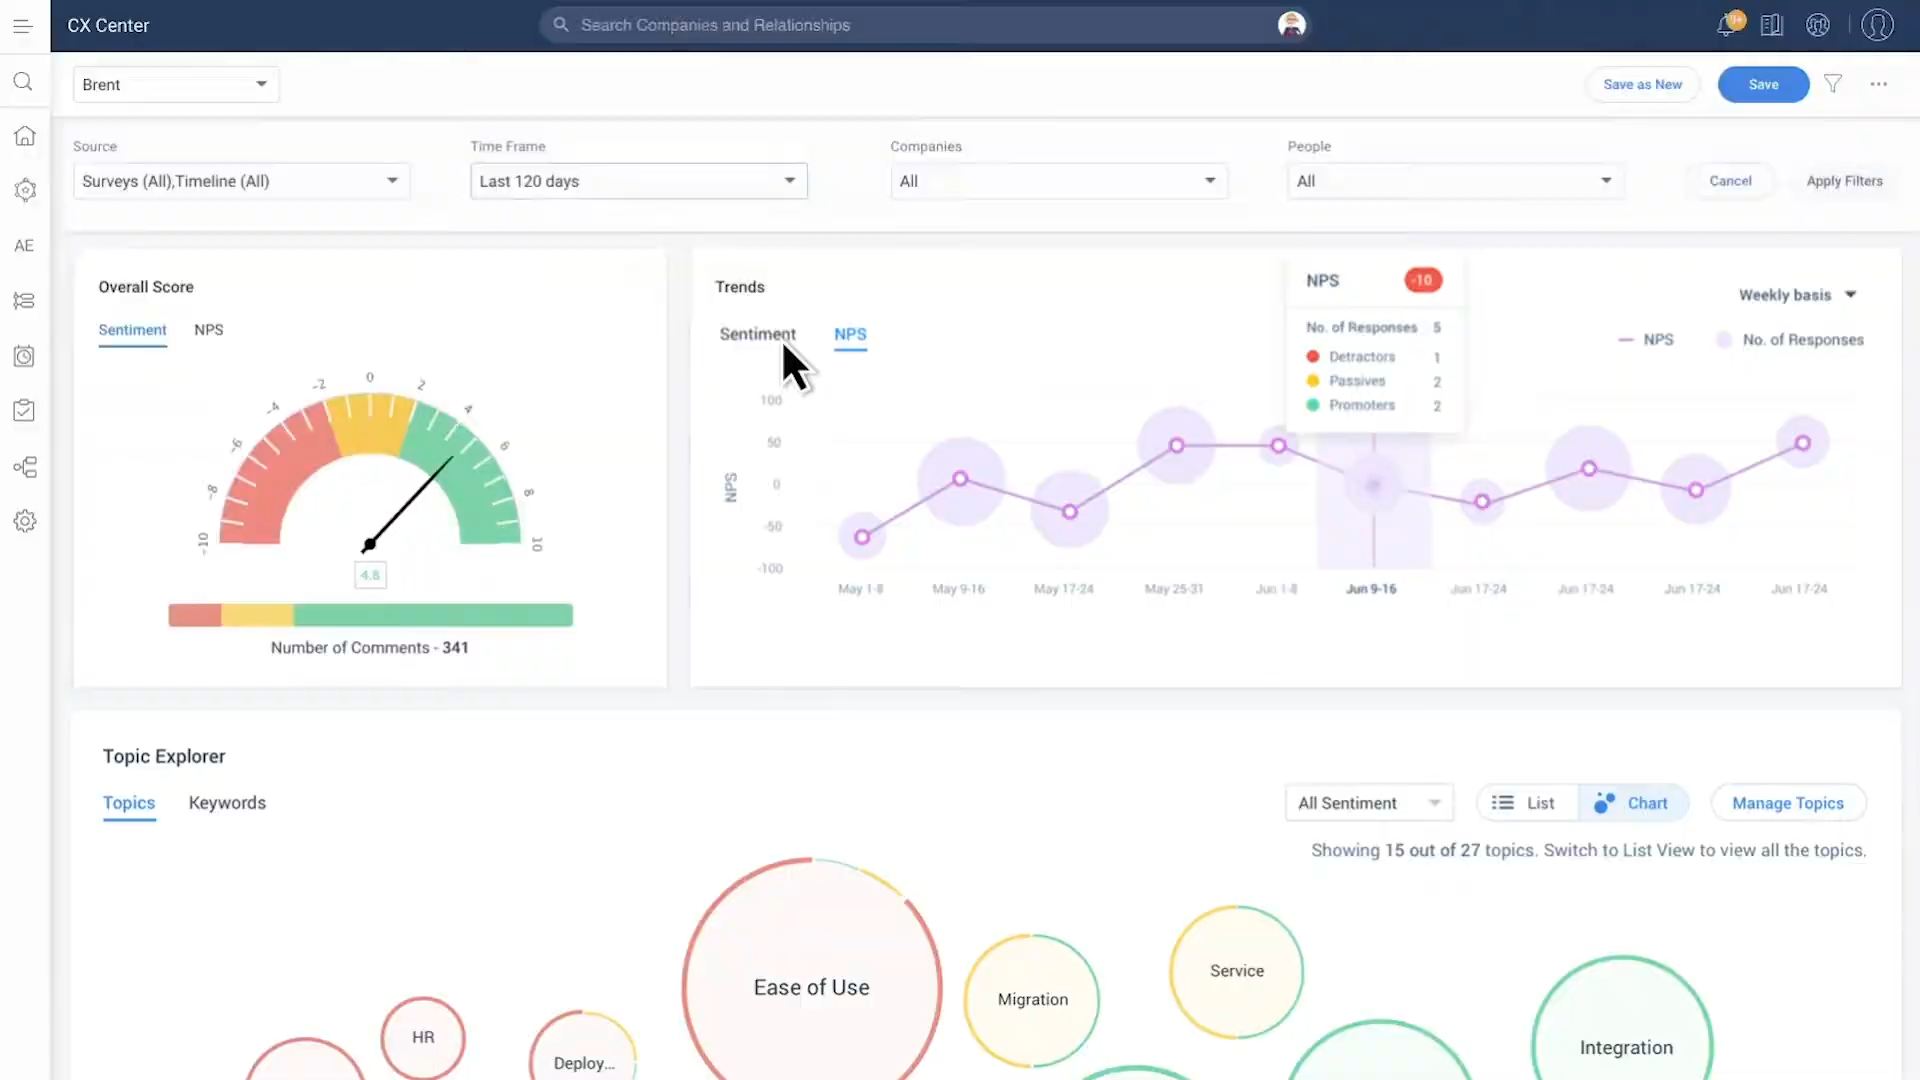 CX Center
Search Companies and Relationships
9+
Brent
Save as New
Save
Source
Time Frame
Companies
People
Surveys (All),Timeline (All)
Last 120 days
All
All
Cancel
Apply Filters
AE
Overall Score
Sentiment
NPS
-10
-8
-6
-4
-2
0
2
4
6
8
10
4.8
Number of Comments - 341
Trends
Sentiment
NPS
Weekly basis
NPS
No. of Responses
NPS
-10
No. of Responses 5
Detractors 1
Passives 2
Promoters 2
NPS
100
50
0
-50
-100
May 1-8
May 9-16
May 17-24
May 25-31
Jun 1-8
Jun 9-16
Jun 17-24
Jun 17-24
Jun 17-24
Jun 17-24
Topic Explorer
Topics
Keywords
All Sentiment
List
Chart
Manage Topics
Showing 15 out of 27 topics. Switch to List View to view all the topics.
Ease of Use
Migration
Service
Integration
HR
Deploy...